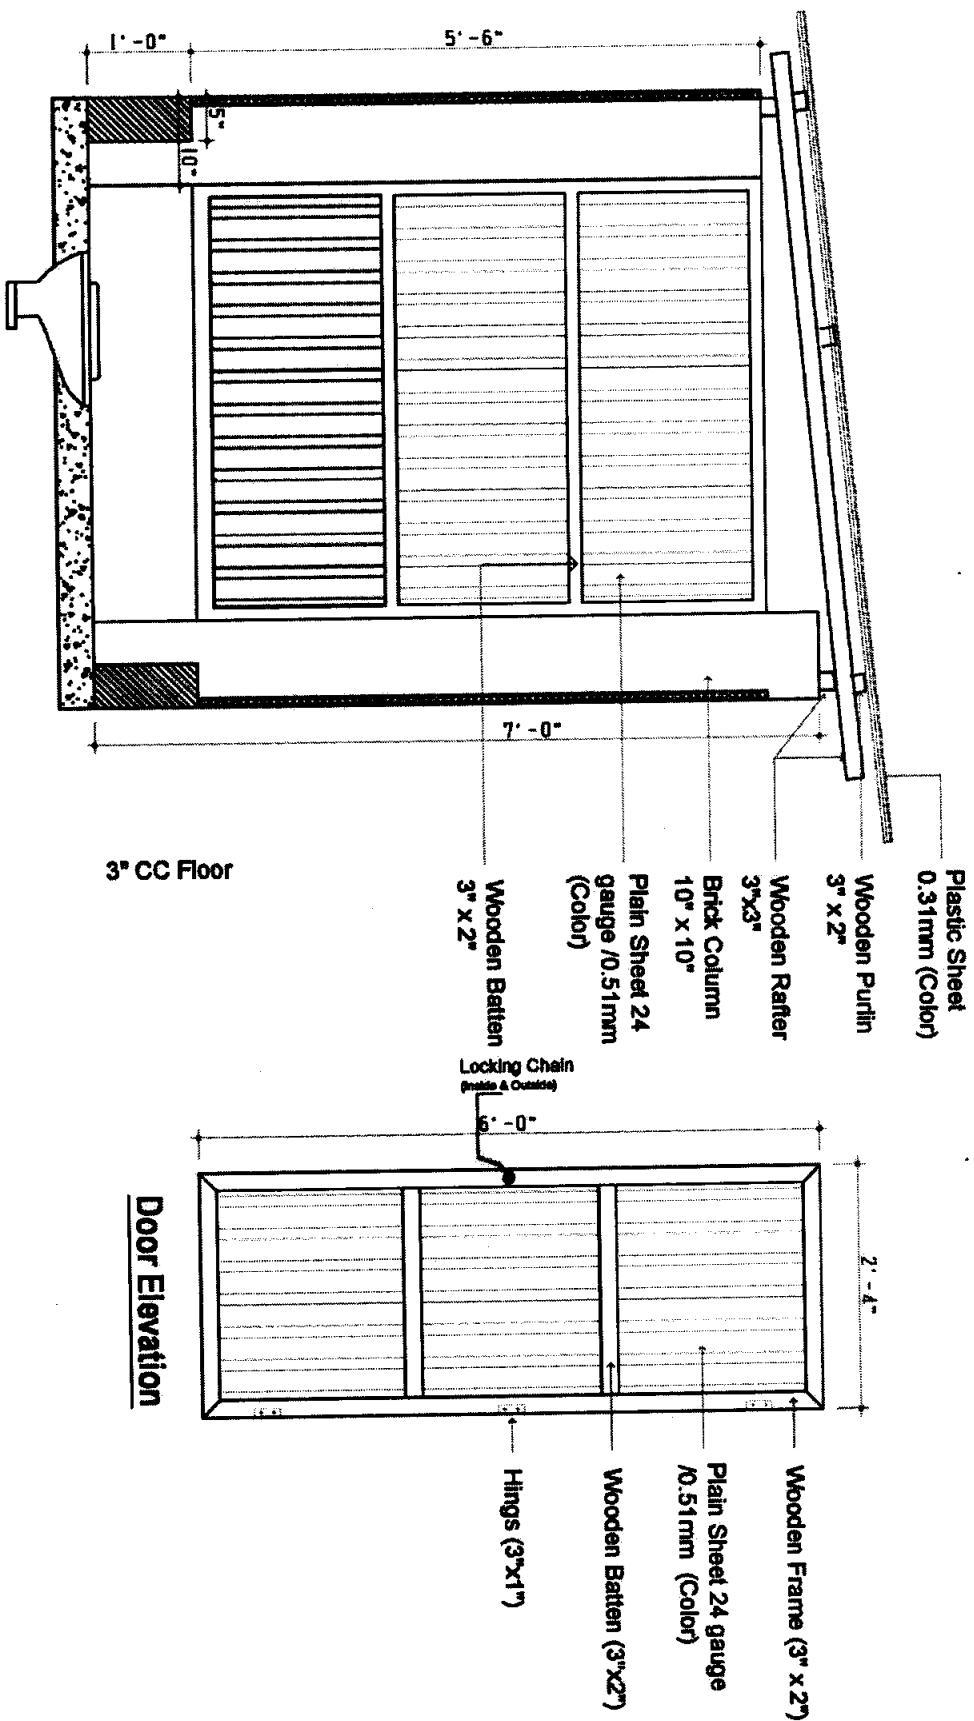 Plastic Sheet
0.31mm (Color)
Wooden Purlin
3" x 2"
Wooden Rafter
3"x3"
Brick Column
10" x 10"
Plain Sheet 24
gauge /0.51mm
(Color)
Wooden Batten
3" x 2"
3" CC Floor
1'-0"
5'-6"
5"
10"
7'-0"
Locking Chain
(Inside & Outside)
6'-0"
2'-4"
Wooden Frame (3" x 2")
Plain Sheet 24 gauge
/0.51mm (Color)
Wooden Batten (3"x2")
Hings (3"x1")
Door Elevation